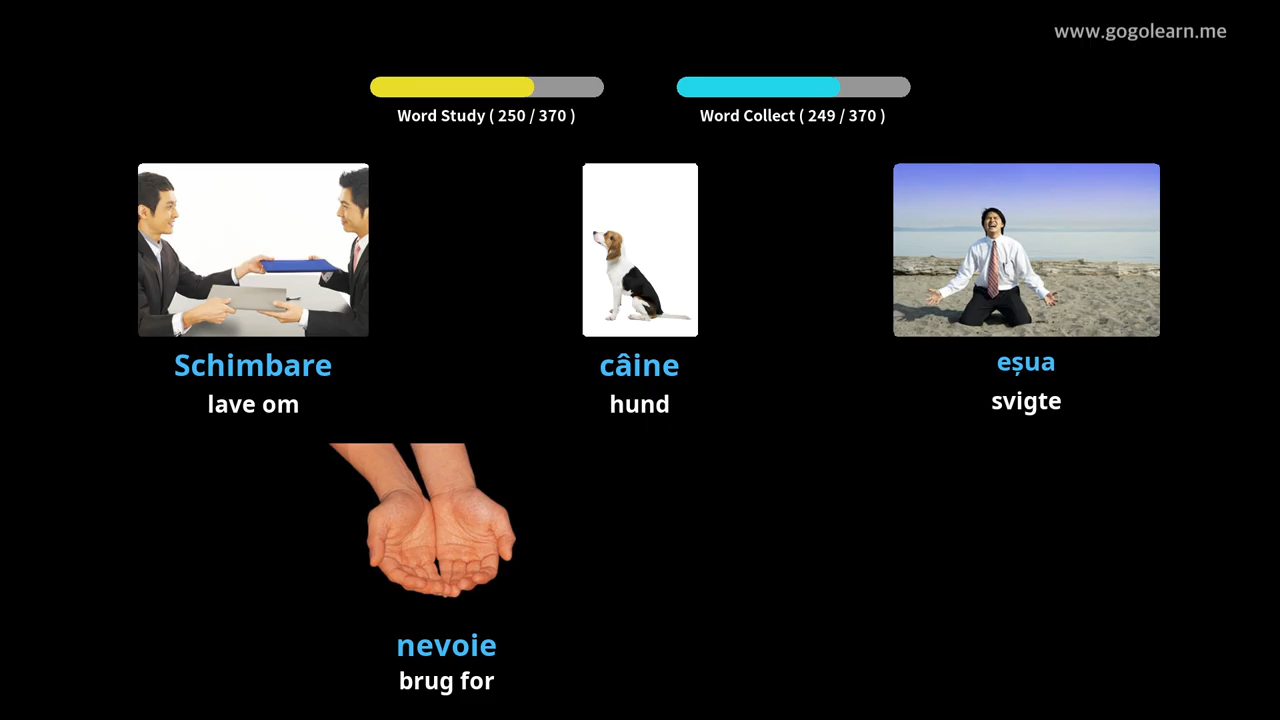 www.gogolearn.me
Word Study ( 250 / 370 )
Word Collect ( 249 / 370 )
Schimbare
lave om
câine
hund
eșua
svigte
nevoie
brug for